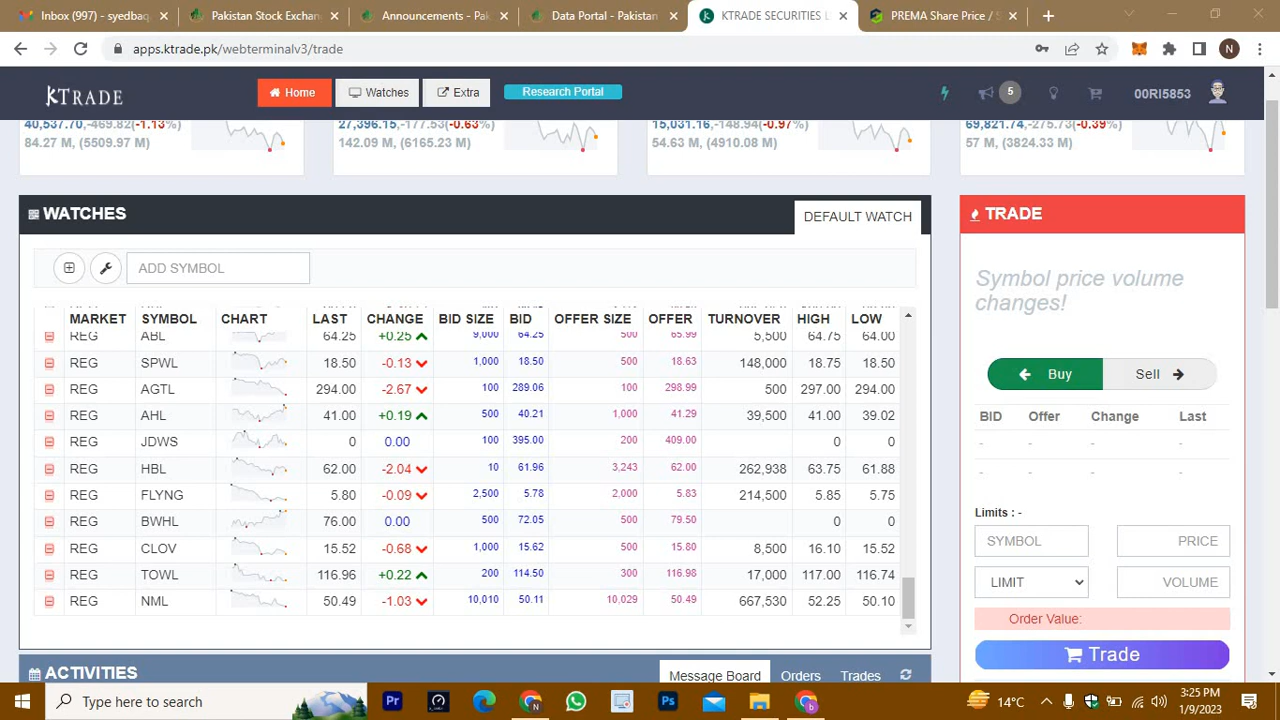 Inbox (997) - syedbaq
Pakistan Stock Exchan
Announcements - Pak
Data Portal - Pakistan
KTRADE SECURITIES L
PREMA Share Price / S
apps.ktrade.pk/webterminalv3/trade
N
KTRADE
Home
Watches
Extra
Research Portal
5
00RI5853
40,537.70,-469.82(-1.13%)
84.27 M, (5509.97 M)
27,396.15,-177.53(-0.63%)
142.09 M, (6165.23 M)
15,031.16,-148.94(-0.97%)
54.63 M, (4910.08 M)
69,821.74,-275.73(-0.39%)
57 M, (3824.33 M)
WATCHES
DEFAULT WATCH
ADD SYMBOL
MARKET SYMBOL CHART LAST CHANGE BID SIZE BID OFFER SIZE OFFER TURNOVER HIGH LOW
REG ABL 64.25 +0.25 9,000 64.25 500 65.99 5,500 64.75 64.00
REG SPWL 18.50 -0.13 1,000 18.50 500 18.63 148,000 18.75 18.50
REG AGTL 294.00 -2.67 100 289.06 100 298.99 500 297.00 294.00
REG AHL 41.00 +0.19 500 40.21 1,000 41.29 39,500 41.00 39.02
REG JDWS 0 0.00 100 395.00 200 409.00 0 0
REG HBL 62.00 -2.04 10 61.96 3,243 62.00 262,938 63.75 61.88
REG FLYNG 5.80 -0.09 2,500 5.78 2,000 5.83 214,500 5.85 5.75
REG BWHL 76.00 0.00 500 72.05 500 79.50 0 0
REG CLOV 15.52 -0.68 1,000 15.62 500 15.80 8,500 16.10 15.52
REG TOWL 116.96 +0.22 200 114.50 300 116.98 17,000 117.00 116.74
REG NML 50.49 -1.03 10,010 50.11 10,029 50.49 667,530 52.25 50.10
TRADE
Symbol price volume
changes!
Buy
Sell
BID Offer Change Last
- - - -
- - - -
Limits : -
SYMBOL
PRICE
LIMIT
VOLUME
Order Value:
Trade
ACTIVITIES
Message Board
Orders
Trades
Type here to search
Pr
Ps
14°C
3:25 PM
1/9/2023